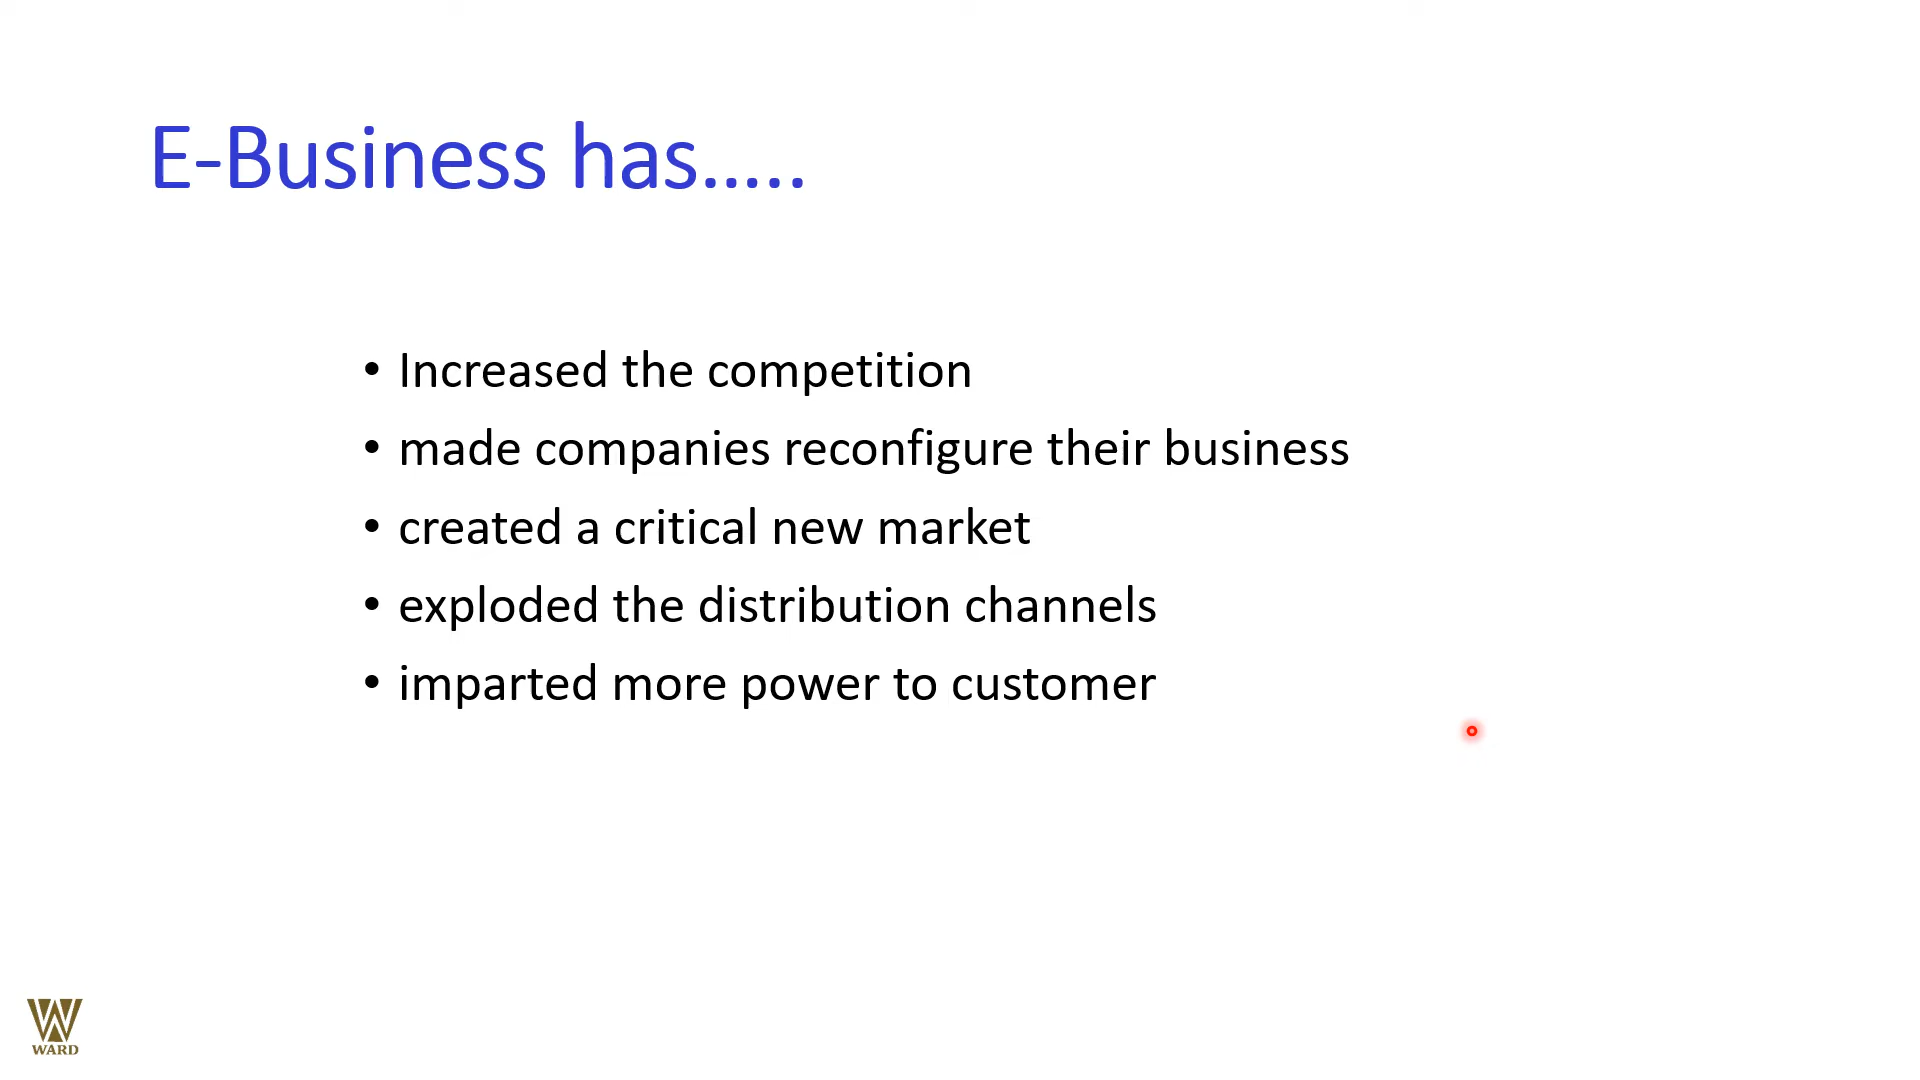 E-Business has.....
• Increased the competition
• made companies reconfigure their business
• created a critical new market
• exploded the distribution channels
• imparted more power to customer
WARD